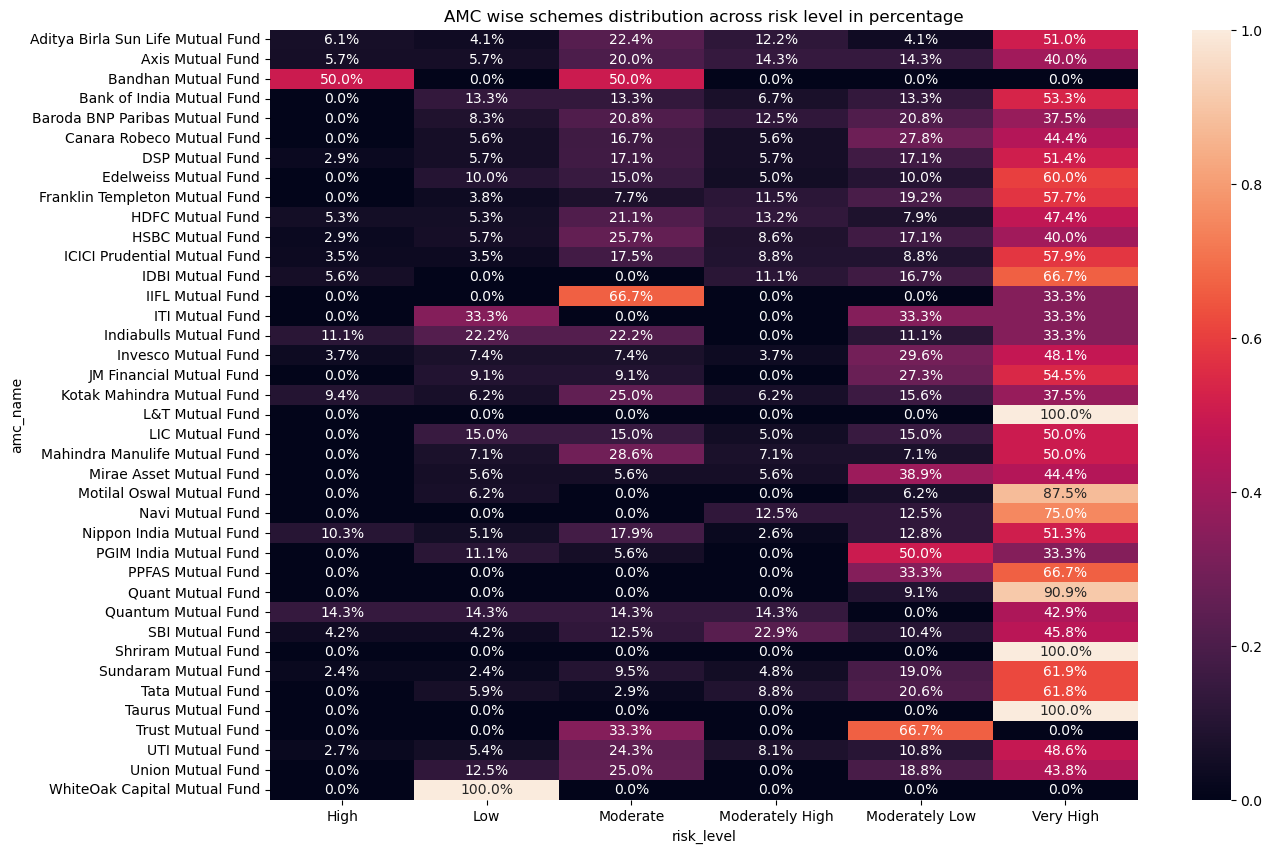 AMC wise schemes distribution across risk level in percentage
Aditya Birla Sun Life Mutual Fund 6.1% 4.1% 22.4% 12.2% 4.1% 51.0%
Axis Mutual Fund 5.7% 5.7% 20.0% 14.3% 14.3% 40.0%
Bandhan Mutual Fund 50.0% 0.0% 50.0% 0.0% 0.0% 0.0%
Bank of India Mutual Fund 0.0% 13.3% 13.3% 6.7% 13.3% 53.3%
Baroda BNP Paribas Mutual Fund 0.0% 8.3% 20.8% 12.5% 20.8% 37.5%
Canara Robeco Mutual Fund 0.0% 5.6% 16.7% 5.6% 27.8% 44.4%
DSP Mutual Fund 2.9% 5.7% 17.1% 5.7% 17.1% 51.4%
Edelweiss Mutual Fund 0.0% 10.0% 15.0% 5.0% 10.0% 60.0%
Franklin Templeton Mutual Fund 0.0% 3.8% 7.7% 11.5% 19.2% 57.7%
HDFC Mutual Fund 5.3% 5.3% 21.1% 13.2% 7.9% 47.4%
HSBC Mutual Fund 2.9% 5.7% 25.7% 8.6% 17.1% 40.0%
ICICI Prudential Mutual Fund 3.5% 3.5% 17.5% 8.8% 8.8% 57.9%
IDBI Mutual Fund 5.6% 0.0% 0.0% 11.1% 16.7% 66.7%
IIFL Mutual Fund 0.0% 0.0% 66.7% 0.0% 0.0% 33.3%
ITI Mutual Fund 0.0% 33.3% 0.0% 0.0% 33.3% 33.3%
Indiabulls Mutual Fund 11.1% 22.2% 22.2% 0.0% 11.1% 33.3%
Invesco Mutual Fund 3.7% 7.4% 7.4% 3.7% 29.6% 48.1%
JM Financial Mutual Fund 0.0% 9.1% 9.1% 0.0% 27.3% 54.5%
Kotak Mahindra Mutual Fund 9.4% 6.2% 25.0% 6.2% 15.6% 37.5%
L&T Mutual Fund 0.0% 0.0% 0.0% 0.0% 0.0% 100.0%
LIC Mutual Fund 0.0% 15.0% 15.0% 5.0% 15.0% 50.0%
Mahindra Manulife Mutual Fund 0.0% 7.1% 28.6% 7.1% 7.1% 50.0%
Mirae Asset Mutual Fund 0.0% 5.6% 5.6% 5.6% 38.9% 44.4%
Motilal Oswal Mutual Fund 0.0% 6.2% 0.0% 0.0% 6.2% 87.5%
Navi Mutual Fund 0.0% 0.0% 0.0% 12.5% 12.5% 75.0%
Nippon India Mutual Fund 10.3% 5.1% 17.9% 2.6% 12.8% 51.3%
PGIM India Mutual Fund 0.0% 11.1% 5.6% 0.0% 50.0% 33.3%
PPFAS Mutual Fund 0.0% 0.0% 0.0% 0.0% 33.3% 66.7%
Quant Mutual Fund 0.0% 0.0% 0.0% 0.0% 9.1% 90.9%
Quantum Mutual Fund 14.3% 14.3% 14.3% 14.3% 0.0% 42.9%
SBI Mutual Fund 4.2% 4.2% 12.5% 22.9% 10.4% 45.8%
Shriram Mutual Fund 0.0% 0.0% 0.0% 0.0% 0.0% 100.0%
Sundaram Mutual Fund 2.4% 2.4% 9.5% 4.8% 19.0% 61.9%
Tata Mutual Fund 0.0% 5.9% 2.9% 8.8% 20.6% 61.8%
Taurus Mutual Fund 0.0% 0.0% 0.0% 0.0% 0.0% 100.0%
Trust Mutual Fund 0.0% 0.0% 33.3% 0.0% 66.7% 0.0%
UTI Mutual Fund 2.7% 5.4% 24.3% 8.1% 10.8% 48.6%
Union Mutual Fund 0.0% 12.5% 25.0% 0.0% 18.8% 43.8%
WhiteOak Capital Mutual Fund 0.0% 100.0% 0.0% 0.0% 0.0% 0.0%
High Low Moderate Moderately High Moderately Low Very High
risk_level
amc_name
1.0
0.8
0.6
0.4
0.2
0.0